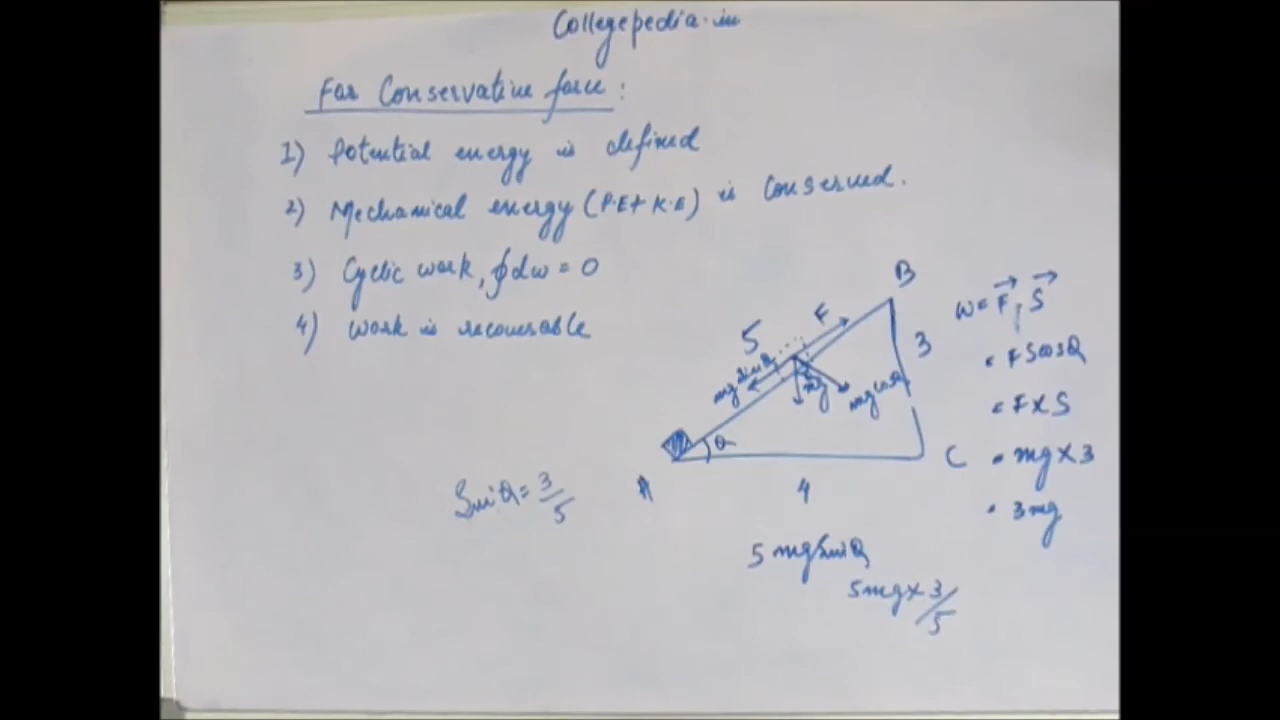 Collegepedia.in
For Conservative force :
1) Potential energy is defined
2) Mechanical energy (P.E + K.E) is Conserved.
3) Cyclic work, ∮dw = 0
4) Work is recoverable
B
5
F
3
mg sinθ
mg
mg cosθ
θ
A
4
C
W = F⃗ . S⃗
= F S cosθ
= F × S
= mg × 3
= 3mg
Sinθ = 3/5
5 mg Sinθ
5mg × 3/5